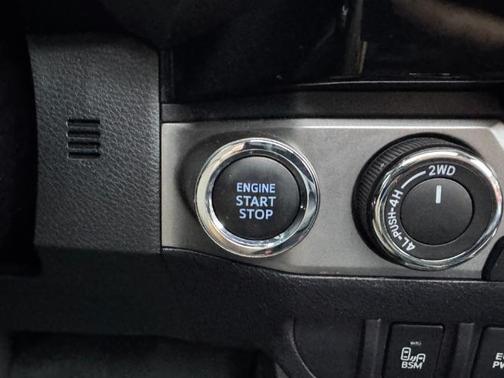 ENGINE
START
STOP
2WD
4L-PUSH-4H
BSM